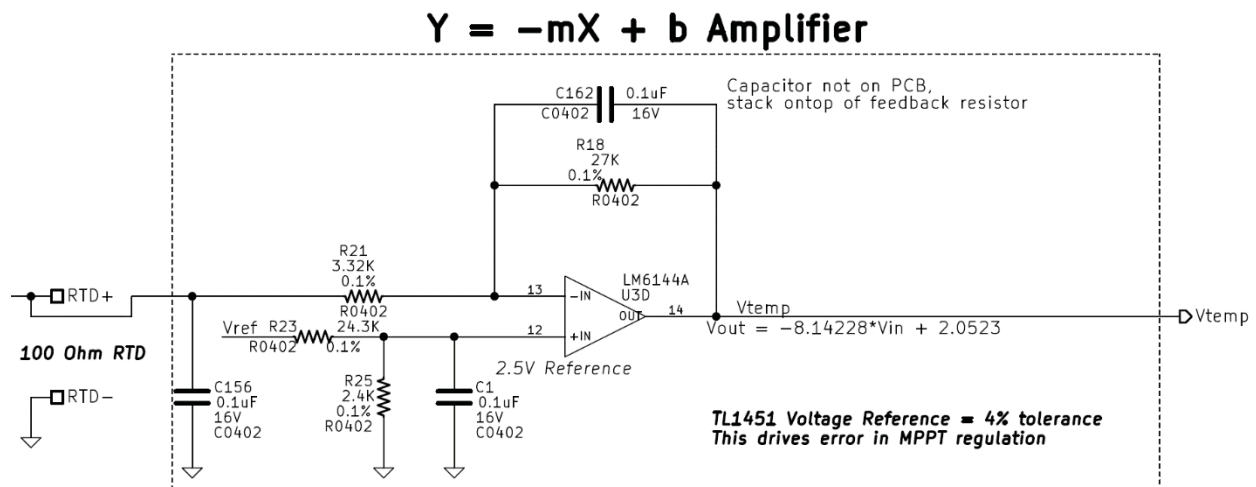 Y = -mX + b Amplifier
C162
0.1uF
C0402
16V
Capacitor not on PCB,
stack ontop of feedback resistor
R18
27K
0.1%
R0402
R21
3.32K
0.1%
R0402
13
-IN
LM6144A
U3D
OUT
14
Vtemp
Vout = -8.14228*Vin + 2.0523
Vtemp
RTD+
Vref
R23
24.3K
R0402
0.1%
12
+IN
2.5V Reference
100 Ohm RTD
RTD-
C156
0.1uF
16V
C0402
R25
2.4K
0.1%
R0402
C1
0.1uF
16V
C0402
TL1451 Voltage Reference = 4% tolerance
This drives error in MPPT regulation